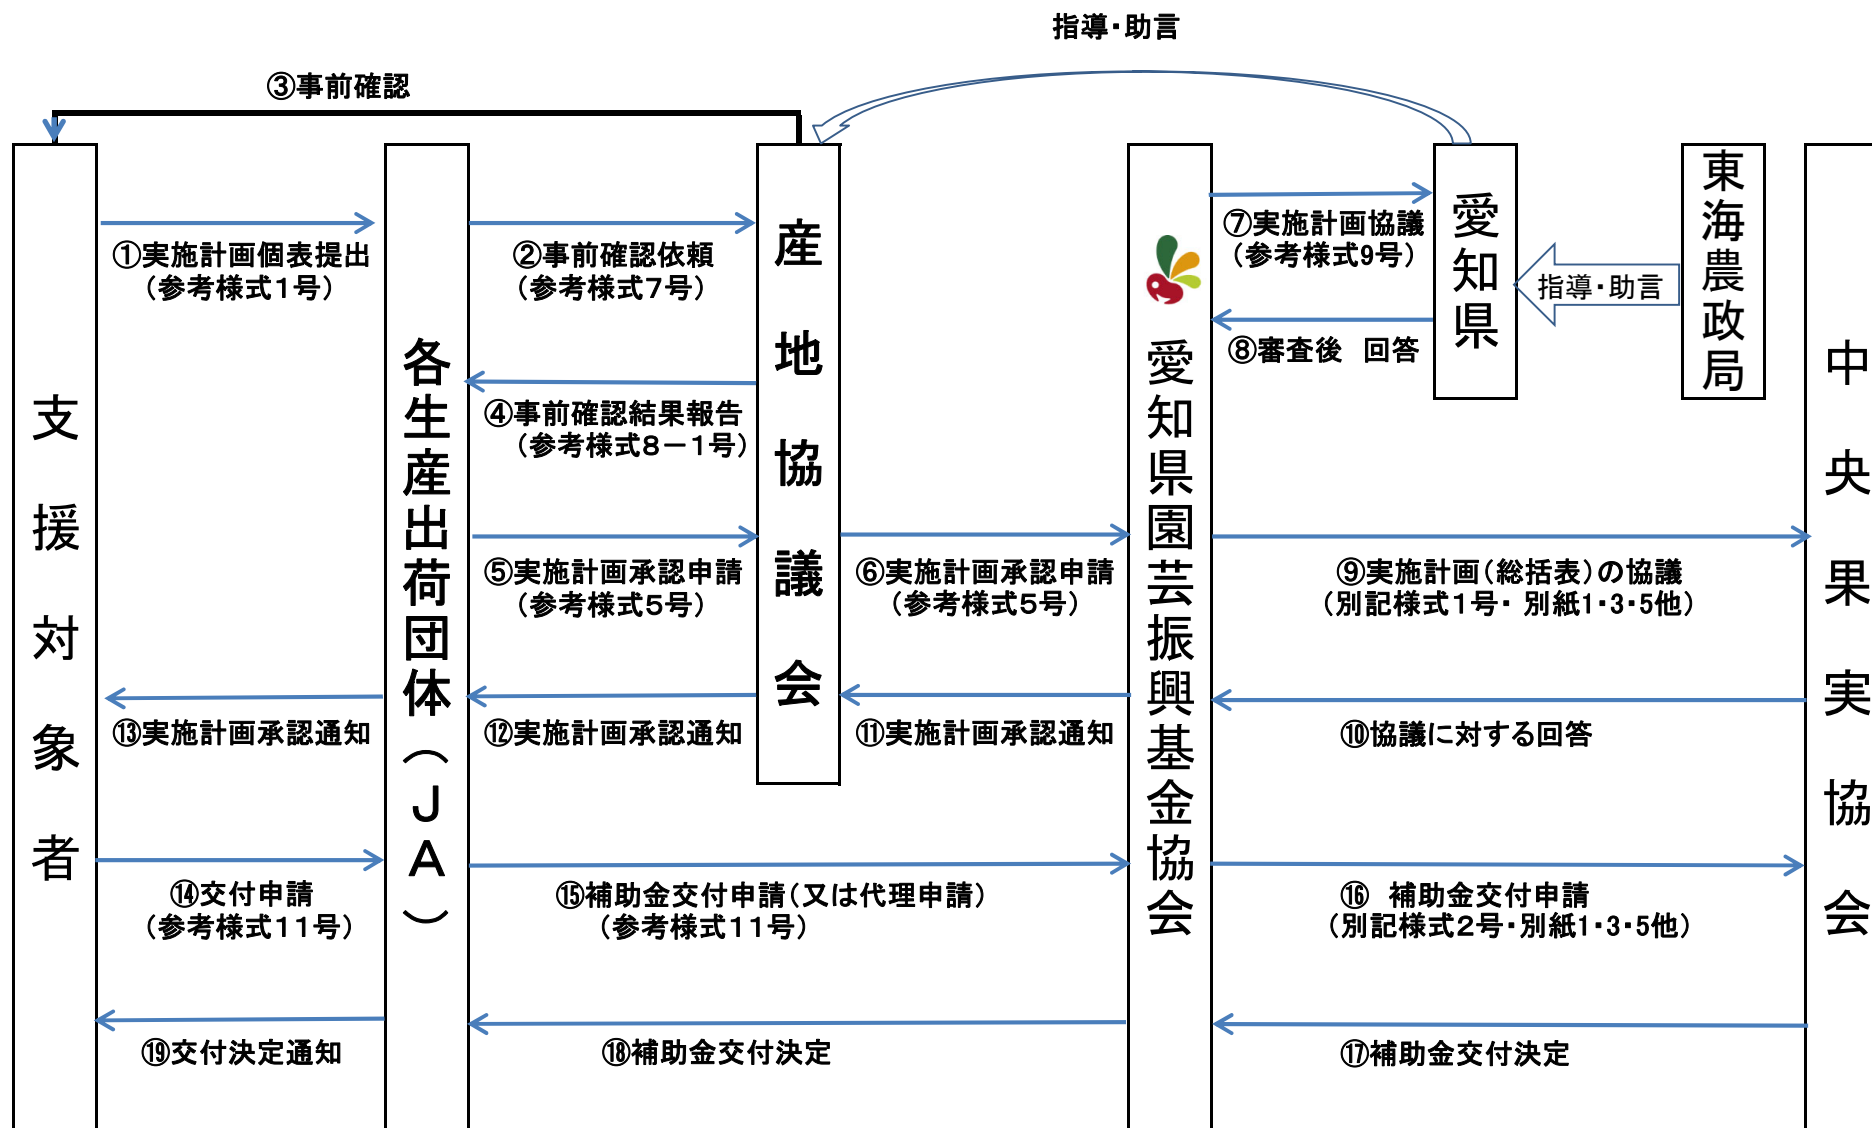 指導・助言
③事前確認
支援対象者
各生産出荷団体（ＪＡ）
産地協議会
愛知県園芸振興基金協会
愛知県
東海農政局
中央果実協会
①実施計画個表提出
（参考様式１号）
②事前確認依頼
（参考様式７号）
⑦実施計画協議
（参考様式9号）
指導・助言
⑧審査後　回答
④事前確認結果報告
（参考様式８－１号）
⑤実施計画承認申請
（参考様式５号）
⑥実施計画承認申請
（参考様式５号）
⑨実施計画（総括表）の協議
（別記様式１号・ 別紙1・3・5他）
⑬実施計画承認通知
⑫実施計画承認通知
⑪実施計画承認通知
⑩協議に対する回答
⑭交付申請
（参考様式１１号）
⑮補助金交付申請（又は代理申請）
（参考様式11号）
⑯　補助金交付申請
（別記様式２号・別紙1・3・5他）
⑲交付決定通知
⑱補助金交付決定
⑰補助金交付決定